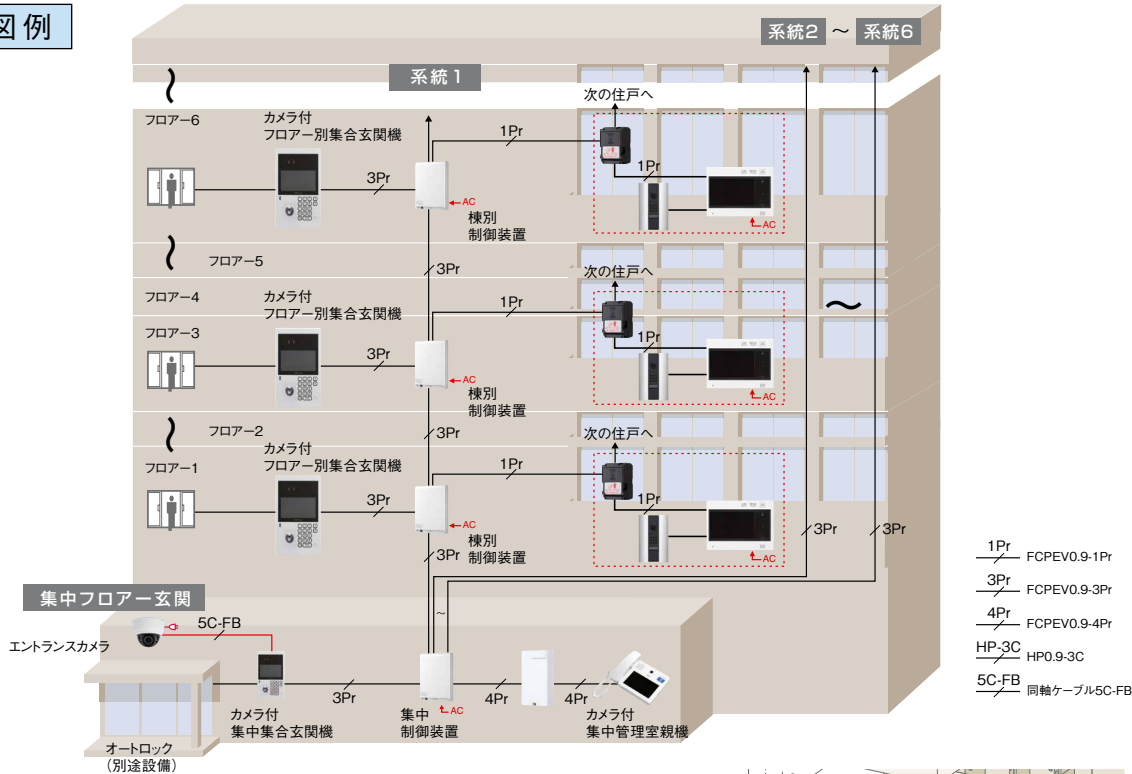 図例
系統2 ～ 系統6
系統1
次の住戸へ
フロアー6
カメラ付
フロアー別集合玄関機
1Pr
3Pr
1Pr
AC
棟別
制御装置
AC
フロアー5
3Pr
次の住戸へ
フロアー4
カメラ付
フロアー別集合玄関機
1Pr
フロアー3
3Pr
1Pr
AC
棟別
制御装置
AC
フロアー2
3Pr
次の住戸へ
カメラ付
フロアー別集合玄関機
フロアー1
1Pr
3Pr
1Pr
AC
棟別
制御装置
3Pr
AC
3Pr
3Pr
集中フロアー玄関
5C-FB
エントランスカメラ
～
3Pr
AC
4Pr
4Pr
カメラ付
集中集合玄関機
集中
制御装置
カメラ付
集中管理室親機
オートロック
（別途設備）
1Pr FCPEV0.9-1Pr
3Pr FCPEV0.9-3Pr
4Pr FCPEV0.9-4Pr
HP-3C HP0.9-3C
5C-FB 同軸ケーブル5C-FB